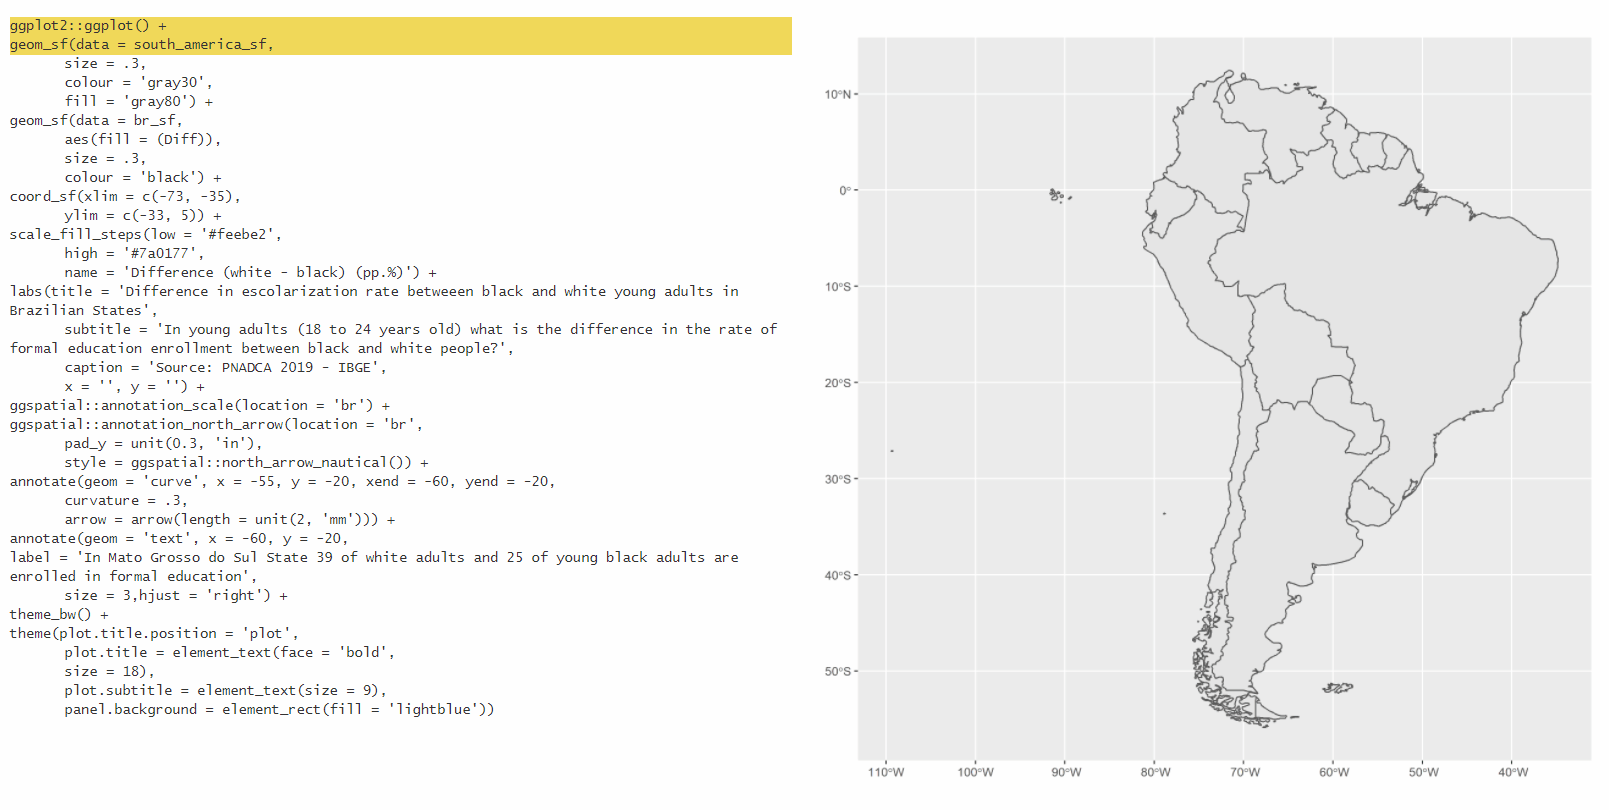 ggplot2::ggplot() +
geom_sf(data = south_america_sf,
size = .3,
colour = 'gray30',
fill = 'gray80') +
geom_sf(data = br_sf,
aes(fill = (Diff)),
size = .3,
colour = 'black') +
coord_sf(xlim = c(-73, -35),
ylim = c(-33, 5)) +
scale_fill_steps(low = '#feebe2',
high = '#7a0177',
name = 'Difference (white - black) (pp.%)') +
labs(title = 'Difference in escolarization rate betweeen black and white young adults in
Brazilian States',
subtitle = 'In young adults (18 to 24 years old) what is the difference in the rate of
formal education enrollment between black and white people?',
caption = 'Source: PNADCA 2019 - IBGE',
x = '', y = '') +
ggspatial::annotation_scale(location = 'br') +
ggspatial::annotation_north_arrow(location = 'br',
pad_y = unit(0.3, 'in'),
style = ggspatial::north_arrow_nautical()) +
annotate(geom = 'curve', x = -55, y = -20, xend = -60, yend = -20,
curvature = .3,
arrow = arrow(length = unit(2, 'mm'))) +
annotate(geom = 'text', x = -60, y = -20,
label = 'In Mato Grosso do Sul State 39 of white adults and 25 of young black adults are
enrolled in formal education',
size = 3,hjust = 'right') +
theme_bw() +
theme(plot.title.position = 'plot',
plot.title = element_text(face = 'bold',
size = 18),
plot.subtitle = element_text(size = 9),
panel.background = element_rect(fill = 'lightblue'))
10°N
0°
10°S
20°S
30°S
40°S
50°S
110°W 100°W 90°W 80°W 70°W 60°W 50°W 40°W